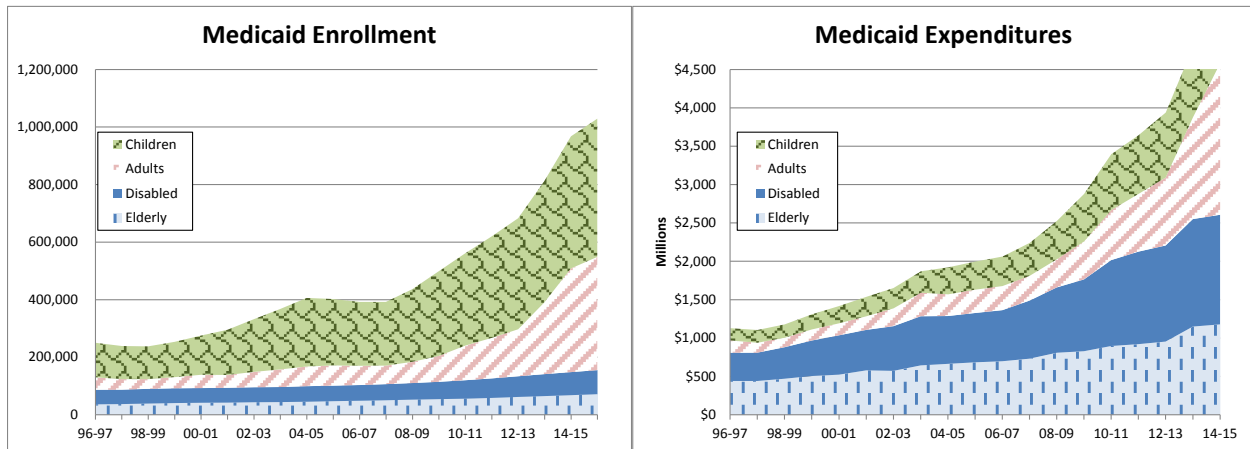 Medicaid Enrollment
1,200,000
1,000,000
800,000
600,000
400,000
200,000
0
Children
Adults
Disabled
Elderly
96-97 98-99 00-01 02-03 04-05 06-07 08-09 10-11 12-13 14-15
Medicaid Expenditures
Millions
$4,500
$4,000
$3,500
$3,000
$2,500
$2,000
$1,500
$1,000
$500
$0
Children
Adults
Disabled
Elderly
96-97 98-99 00-01 02-03 04-05 06-07 08-09 10-11 12-13 14-15